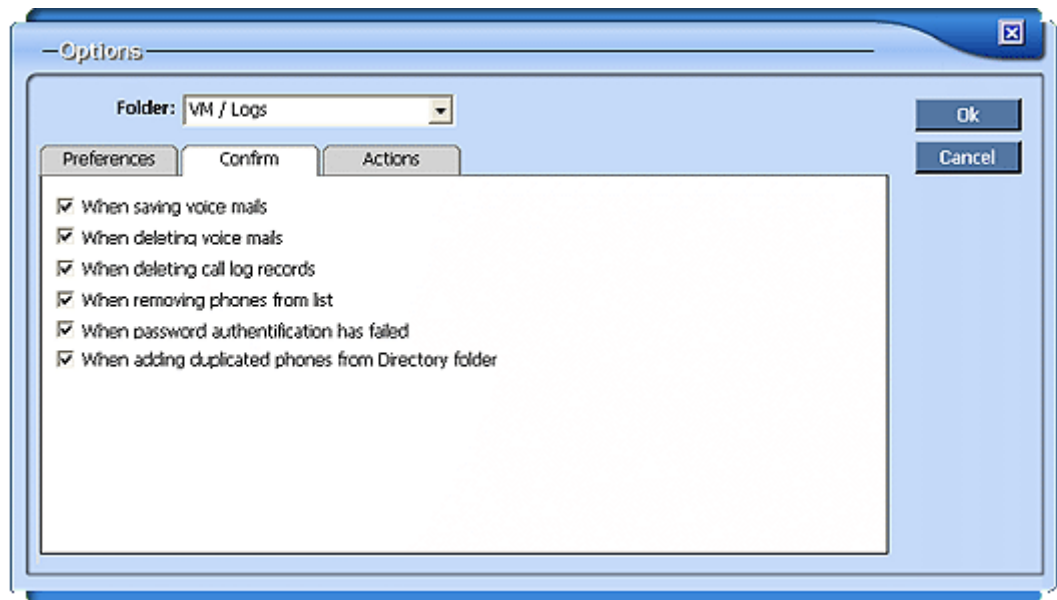 Options
Folder: VM / Logs
Ok
Preferences Confirm Actions
Cancel
When saving voice mails
When deleting voice mails
When deleting call log records
When removing phones from list
When password authentification has failed
When adding duplicated phones from Directory folder